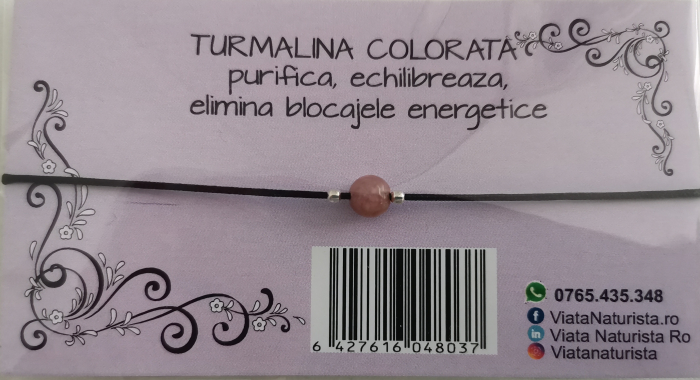 TURMALINA COLORATA
purifica, echilibreaza,
elimina blocajele energetice
6 427616 048037
0765.435.348
ViataNaturista.ro
Viata Naturista Ro
Viatanaturista